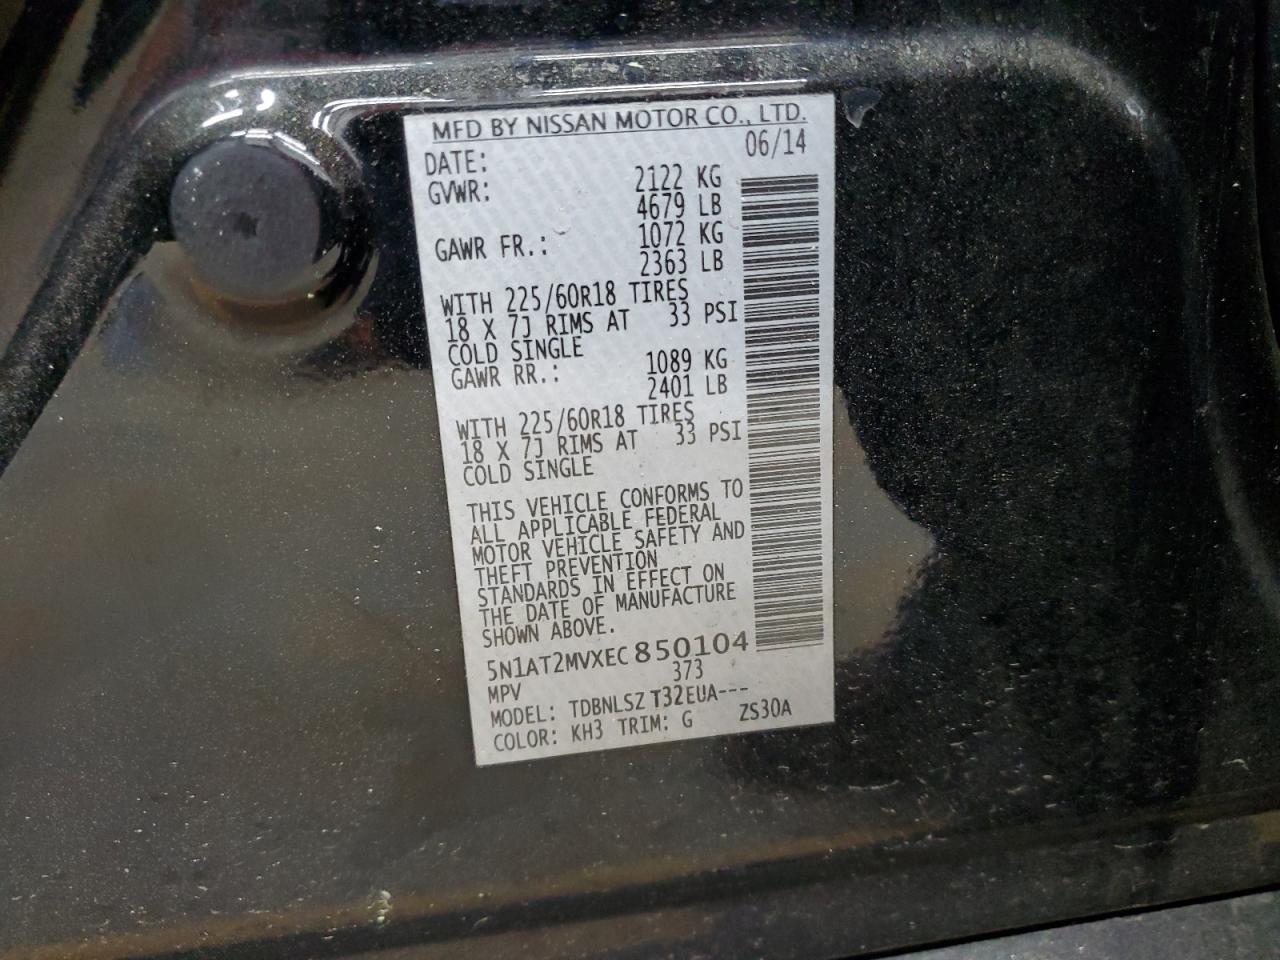 MFD BY NISSAN MOTOR CO., LTD.
DATE: 06/14
GVWR: 2122 KG
4679 LB
GAWR FR.: 1072 KG
2363 LB
WITH 225/60R18 TIRES
18 X 7J RIMS AT 33 PSI
COLD SINGLE
GAWR RR.: 1089 KG
2401 LB
WITH 225/60R18 TIRES
18 X 7J RIMS AT 33 PSI
COLD SINGLE
THIS VEHICLE CONFORMS TO
ALL APPLICABLE FEDERAL
MOTOR VEHICLE SAFETY AND
THEFT PREVENTION
STANDARDS IN EFFECT ON
THE DATE OF MANUFACTURE
SHOWN ABOVE.
5N1AT2MVXEC850104
MPV 373
MODEL: TDBNLSZ T32EUA---
COLOR: KH3 TRIM: G ZS30A